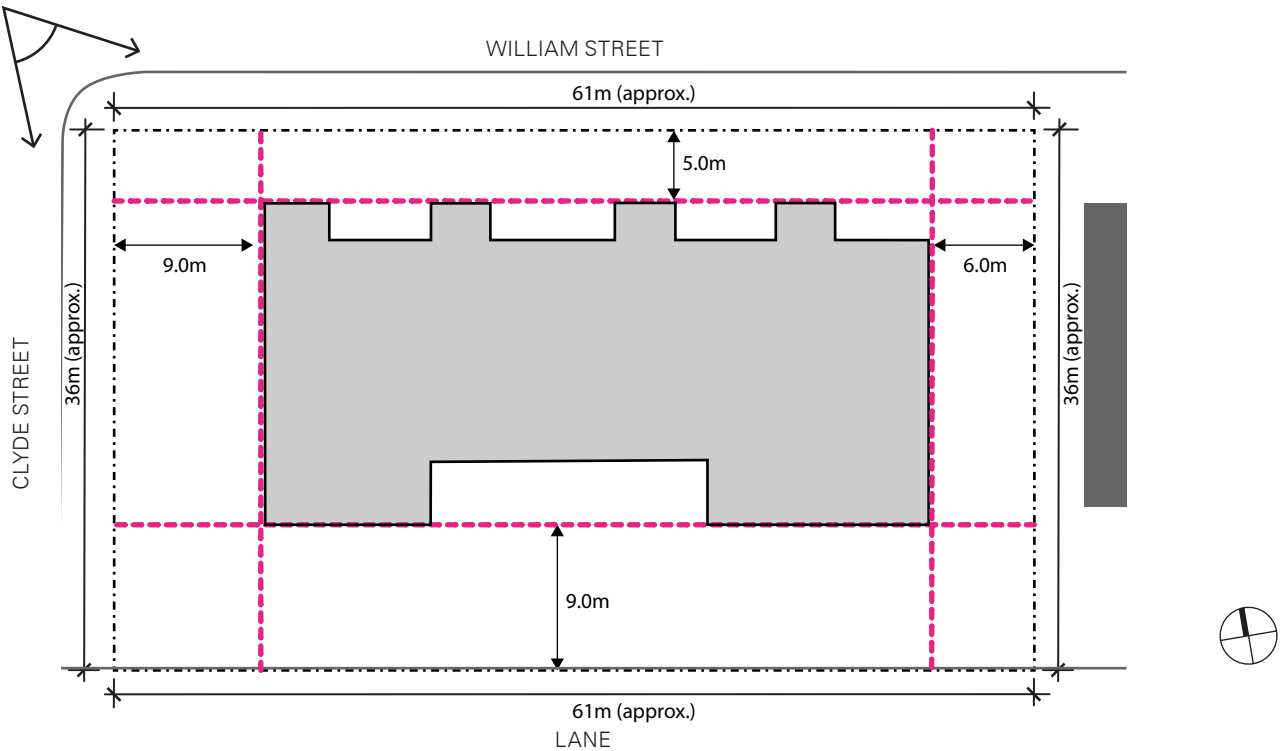 WILLIAM STREET
61m (approx.)
5.0m
9.0m
6.0m
36m (approx.)
36m (approx.)
CLYDE STREET
9.0m
61m (approx.)
LANE